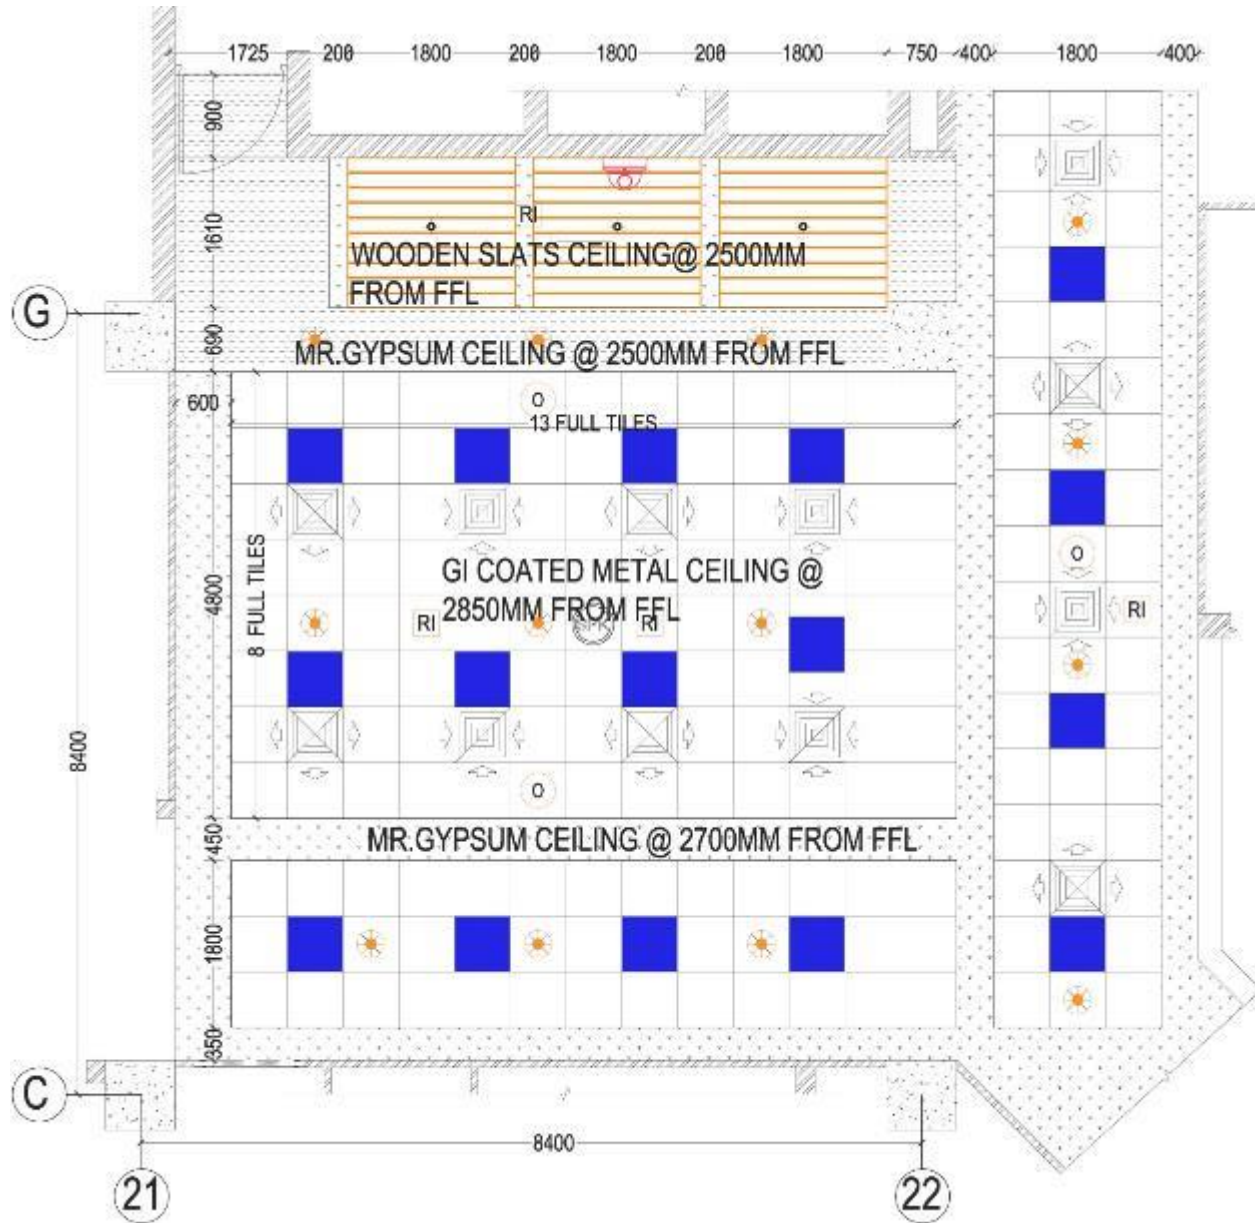 1725 200 1800 200 1800 200 1800 750 400 1800 400
900
RI
1610
WOODEN SLATS CEILING@ 2500MM
FROM FFL
G
690
MR.GYPSUM CEILING @ 2500MM FROM FFL
600
O
13 FULL TILES
GI COATED METAL CEILING @
2850MM FROM FFL
8 FULL TILES
4800
RI
RI
O
RI
8400
O
450
MR.GYPSUM CEILING @ 2700MM FROM FFL
1800
350
C
8400
21
22